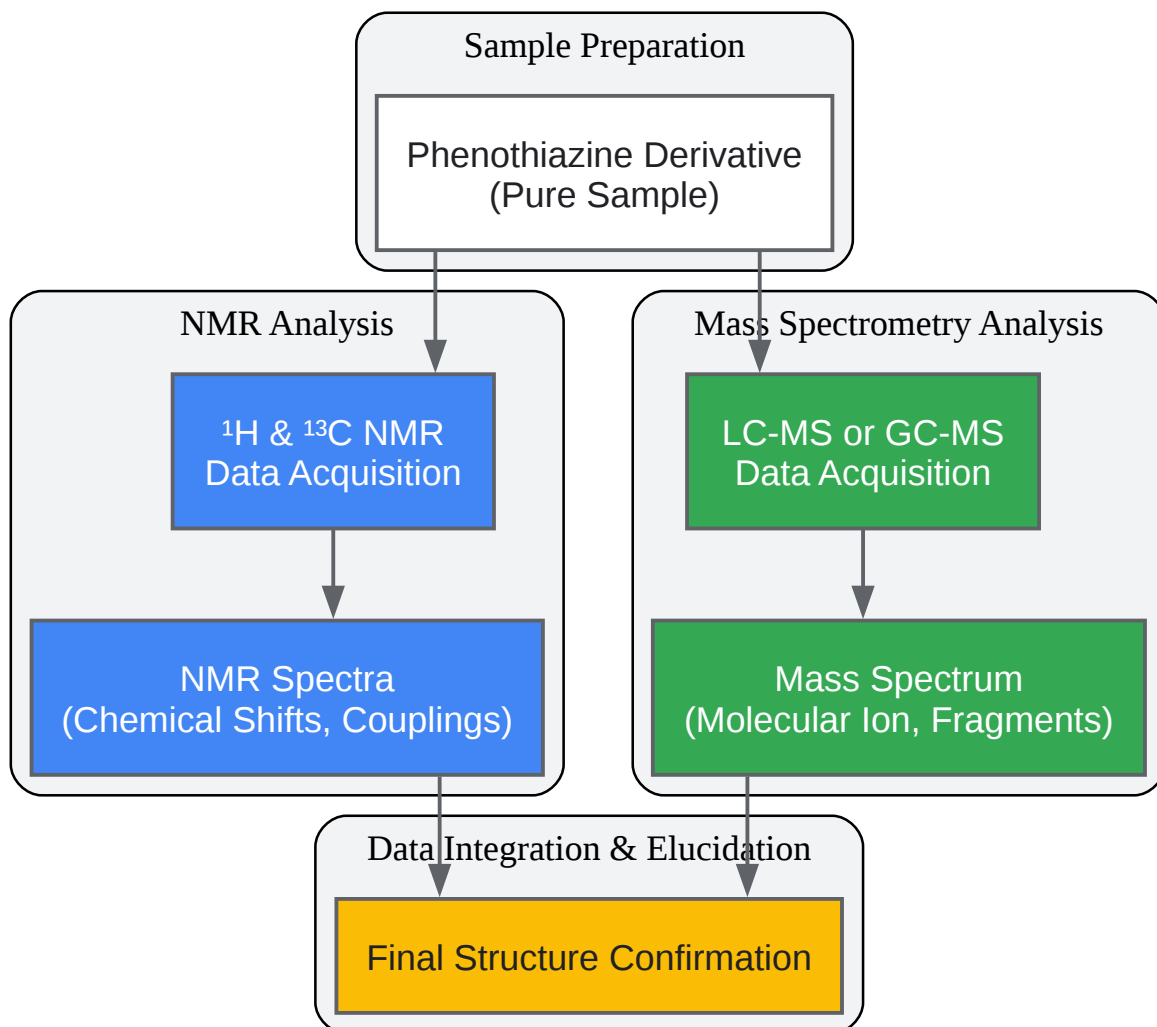 Sample Preparation
Phenothiazine Derivative
(Pure Sample)
NMR Analysis
¹H & ¹³C NMR
Data Acquisition
NMR Spectra
(Chemical Shifts, Couplings)
Mass Spectrometry Analysis
LC-MS or GC-MS
Data Acquisition
Mass Spectrum
(Molecular Ion, Fragments)
Data Integration & Elucidation
Final Structure Confirmation